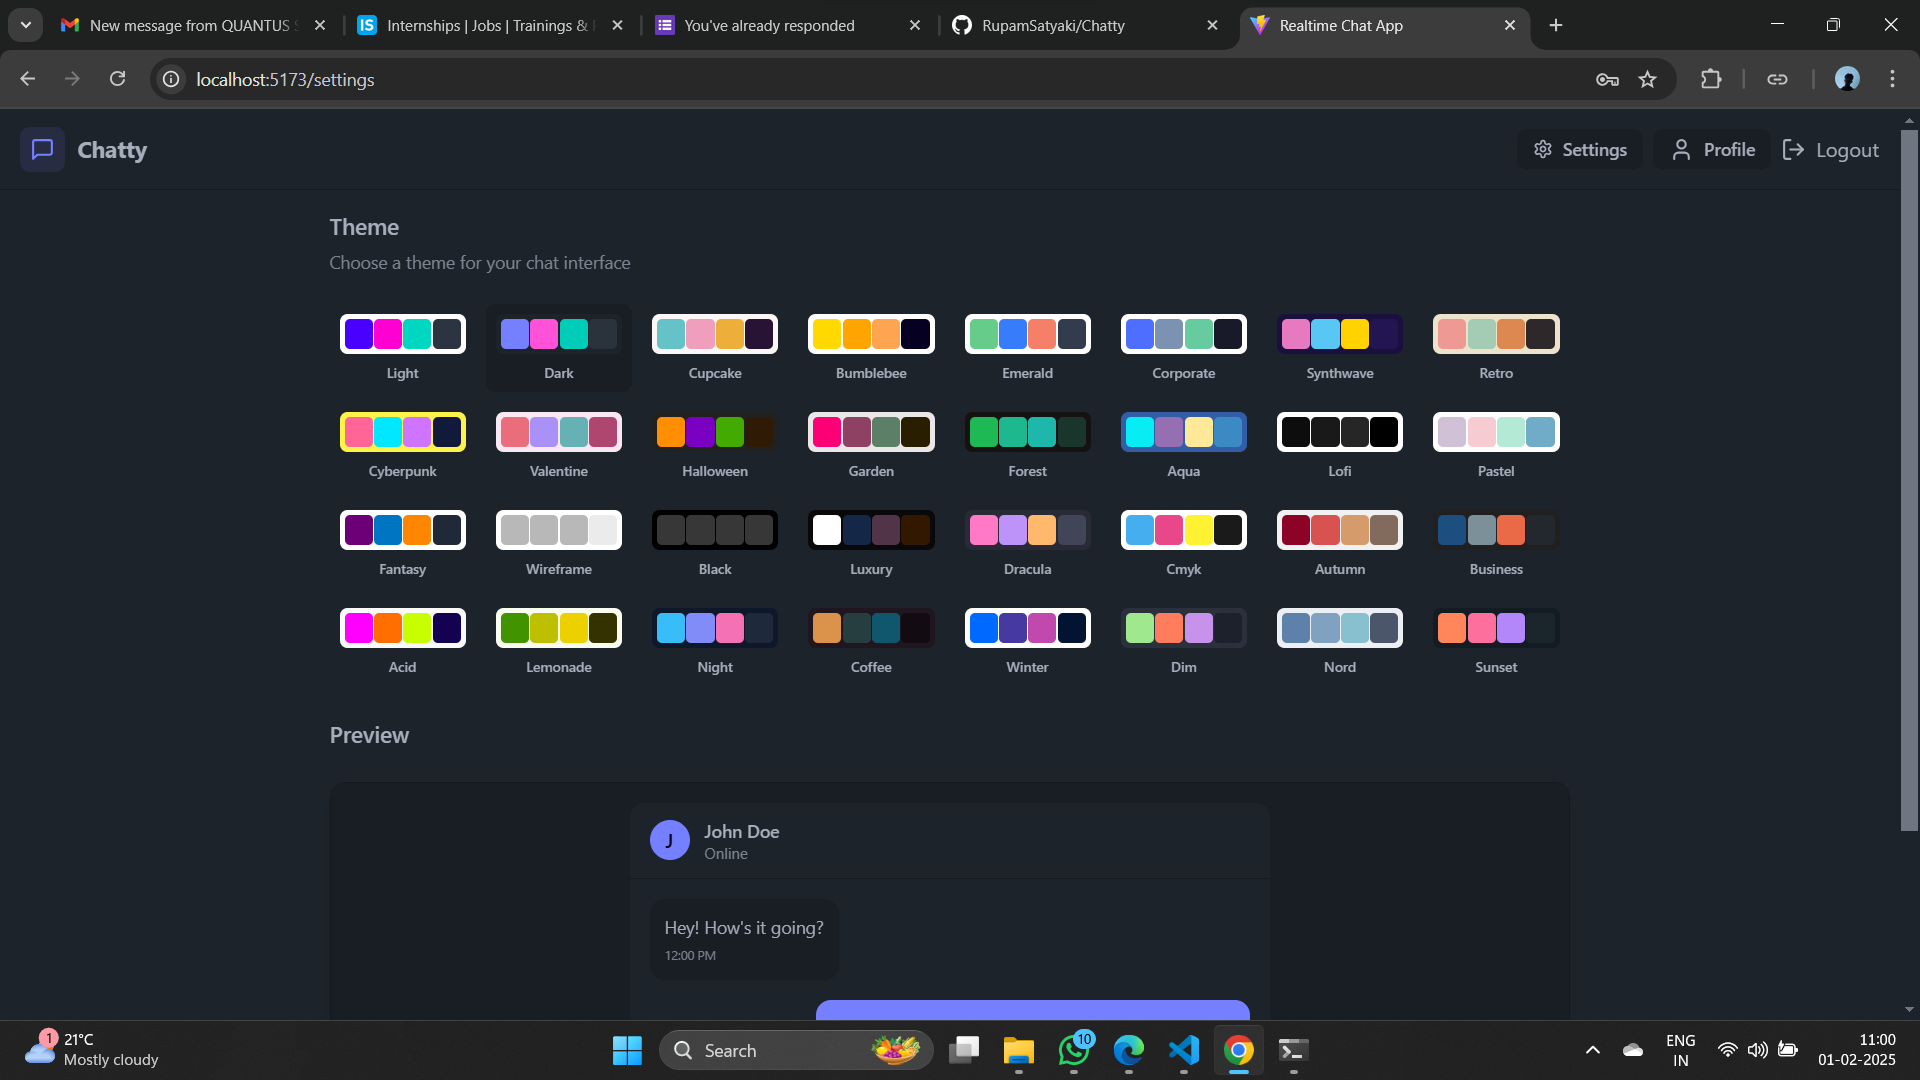 New message from QUANTUS
Internships | Jobs | Trainings &
You've already responded
RupamSatyaki/Chatty
Realtime Chat App
localhost:5173/settings
Chatty
Settings
Profile
Logout
Theme
Choose a theme for your chat interface
Light
Dark
Cupcake
Bumblebee
Emerald
Corporate
Synthwave
Retro
Cyberpunk
Valentine
Halloween
Garden
Forest
Aqua
Lofi
Pastel
Fantasy
Wireframe
Black
Luxury
Dracula
Cmyk
Autumn
Business
Acid
Lemonade
Night
Coffee
Winter
Dim
Nord
Sunset
Preview
J
John Doe
Online
Hey! How's it going?
12:00 PM
1
21°C
Mostly cloudy
Search
10
ENG
IN
11:00
01-02-2025